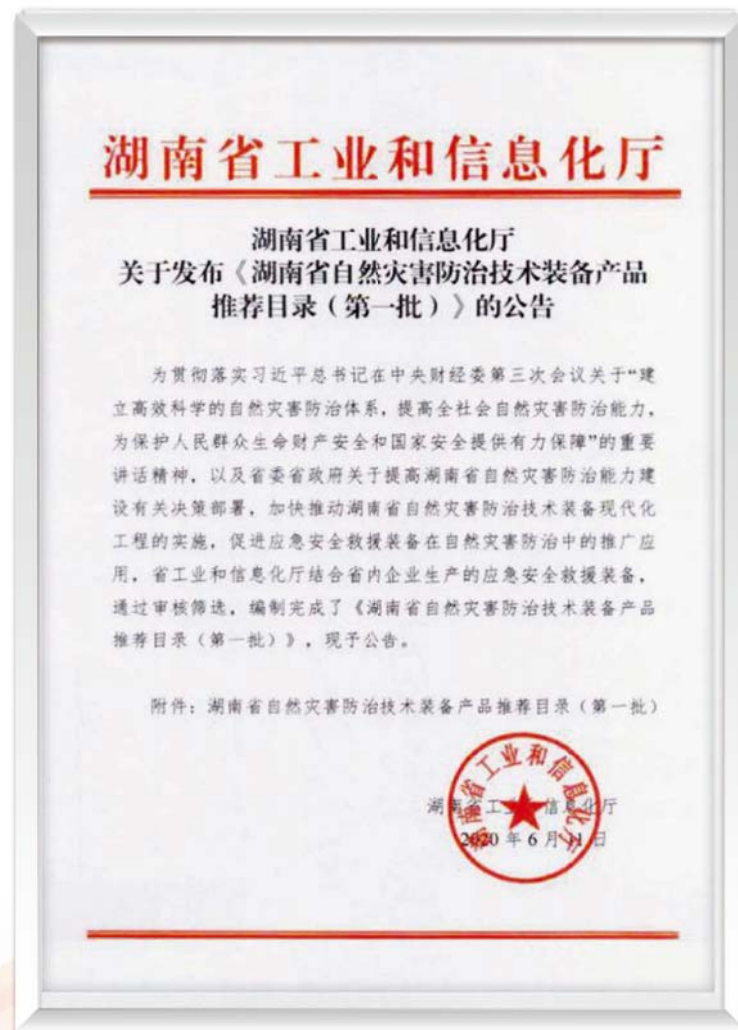 湖南省工业和信息化厅
湖南省工业和信息化厅
关于发布《湖南省自然灾害防治技术装备产品
推荐目录（第一批）》的公告
为贯彻落实习近平总书记在中央财经委第三次会议关于“建
立高效科学的自然灾害防治体系，提高全社会自然灾害防治能力，
为保护人民群众生命财产安全和国家安全提供有力保障”的重要
讲话精神，以及省委省政府关于提高湖南省自然灾害防治能力建
设有关决策部署，加快推动湖南省自然灾害防治技术装备现代化
工程的实施，促进应急安全救援装备在自然灾害防治中的推广应
用，省工业和信息化厅结合省内企业生产的应急安全救援装备，
通过审核筛选，编制完成了《湖南省自然灾害防治技术装备产品
推荐目录（第一批）》，现予公告。
附件：湖南省自然灾害防治技术装备产品推荐目录（第一批）
湖南省工业和信息化厅
湖南省工业和信息化厅
2020 年 6 月 11 日